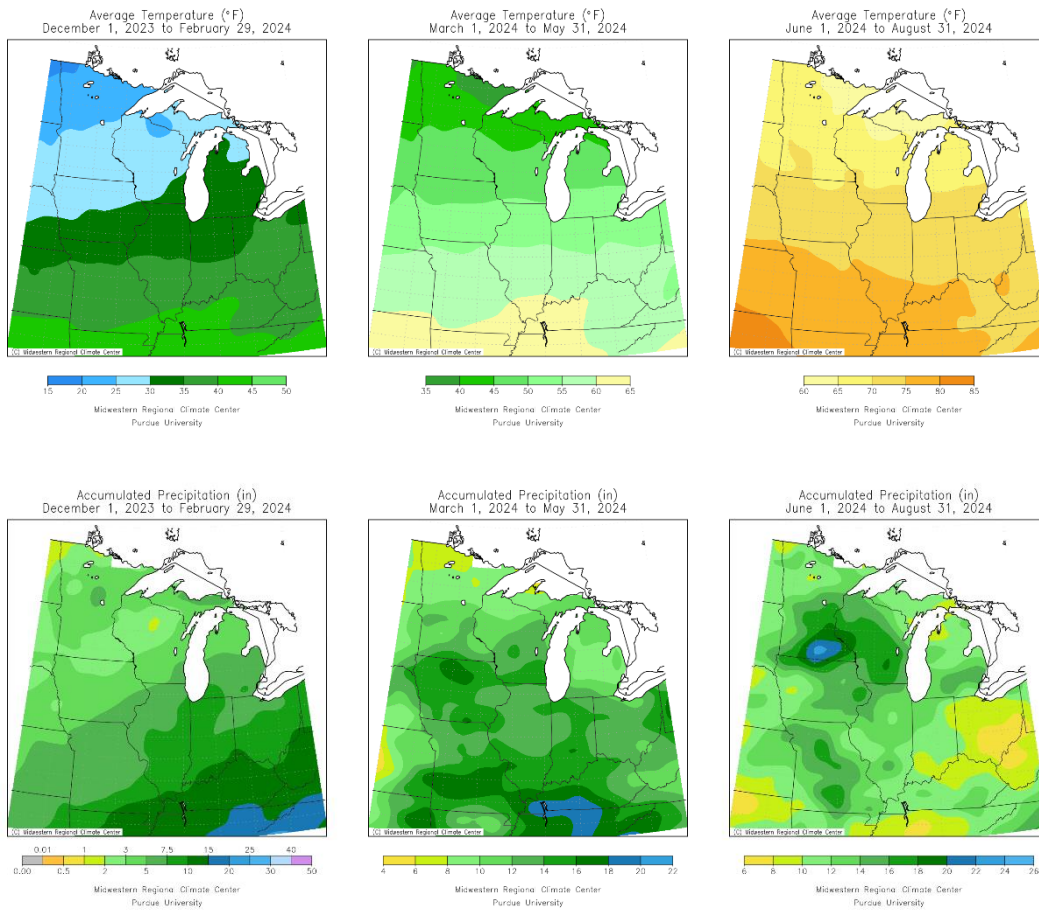 Average Temperature (°F)
December 1, 2023 to February 29, 2024
(C) Midwestern Regional Climate Center
15 20 25 30 35 40 45 50
Midwestern Regional Climate Center
Purdue University
Average Temperature (°F)
March 1, 2024 to May 31, 2024
(C) Midwestern Regional Climate Center
35 40 45 50 55 60 65
Midwestern Regional Climate Center
Purdue University
Average Temperature (°F)
June 1, 2024 to August 31, 2024
(C) Midwestern Regional Climate Center
60 65 70 75 80 85
Midwestern Regional Climate Center
Purdue University
Accumulated Precipitation (in)
December 1, 2023 to February 29, 2024
(C) Midwestern Regional Climate Center
0.01 1 3 7.5 15 25 40
0.00 0.5 2 5 10 20 30 50
Midwestern Regional Climate Center
Purdue University
Accumulated Precipitation (in)
March 1, 2024 to May 31, 2024
(C) Midwestern Regional Climate Center
4 6 8 10 12 14 16 18 20 22
Midwestern Regional Climate Center
Purdue University
Accumulated Precipitation (in)
June 1, 2024 to August 31, 2024
(C) Midwestern Regional Climate Center
6 8 10 12 14 16 18 20 22 24 26
Midwestern Regional Climate Center
Purdue University